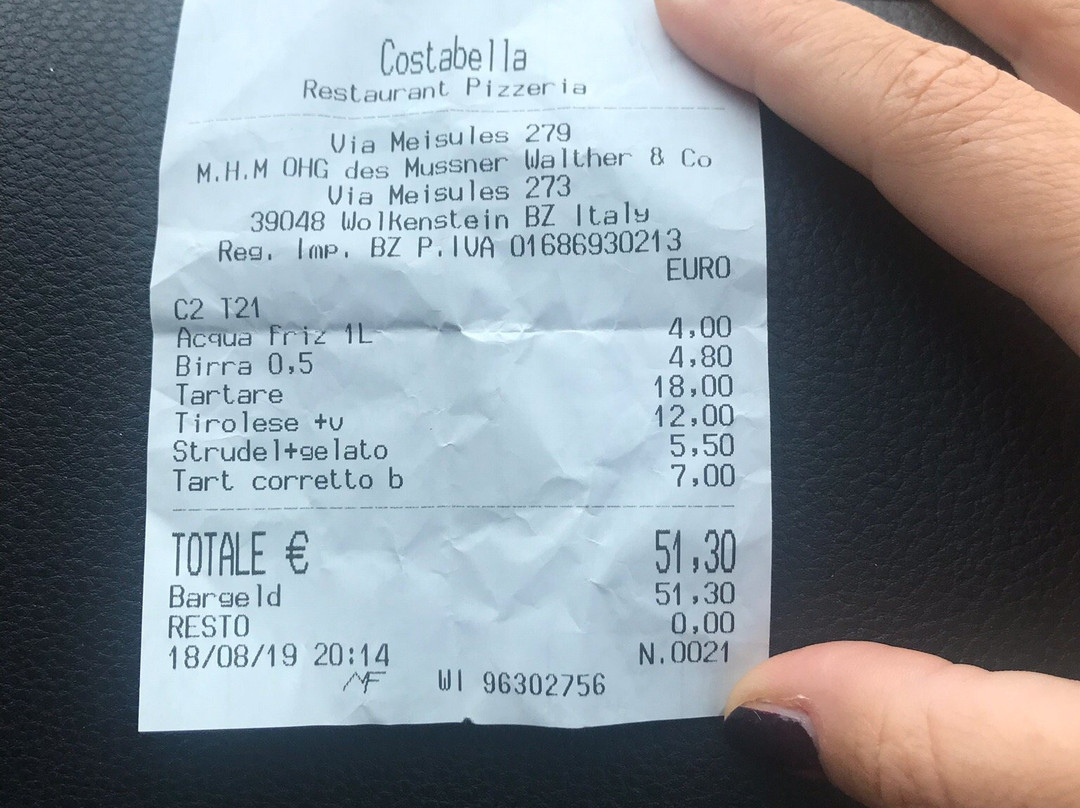 Costabella
Restaurant Pizzeria
Via Meisules 279
M.H.M OHG des Mussner Walther & Co
Via Meisules 273
39048 Wolkenstein BZ Italy
Reg. Imp. BZ P.IVA 01686930213
EURO
C2 T21
Acqua friz 1L 4,00
Birra 0,5 4,80
Tartare 18,00
Tirolese +v 12,00
Strudel+gelato 5,50
Tart corretto b 7,00
TOTALE € 51,30
Bargeld 51,30
RESTO 0,00
18/08/19 20:14 N.0021
MF WI 96302756